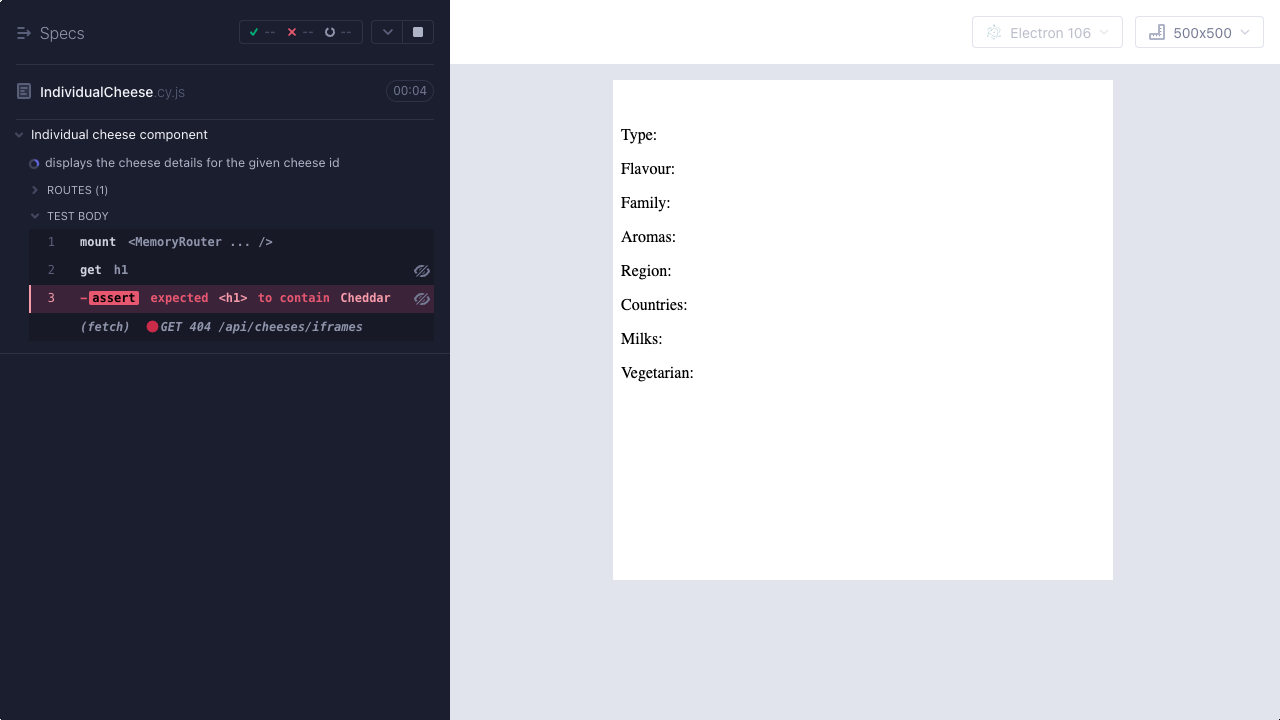 Specs
-- -- --
IndividualCheese.cy.js 00:04
Individual cheese component
displays the cheese details for the given cheese id
ROUTES (1)
TEST BODY
1 mount <MemoryRouter ... />
2 get h1
3 -assert expected <h1> to contain Cheddar
(fetch) GET 404 /api/cheeses/iframes
Electron 106
500x500
Type:
Flavour:
Family:
Aromas:
Region:
Countries:
Milks:
Vegetarian: